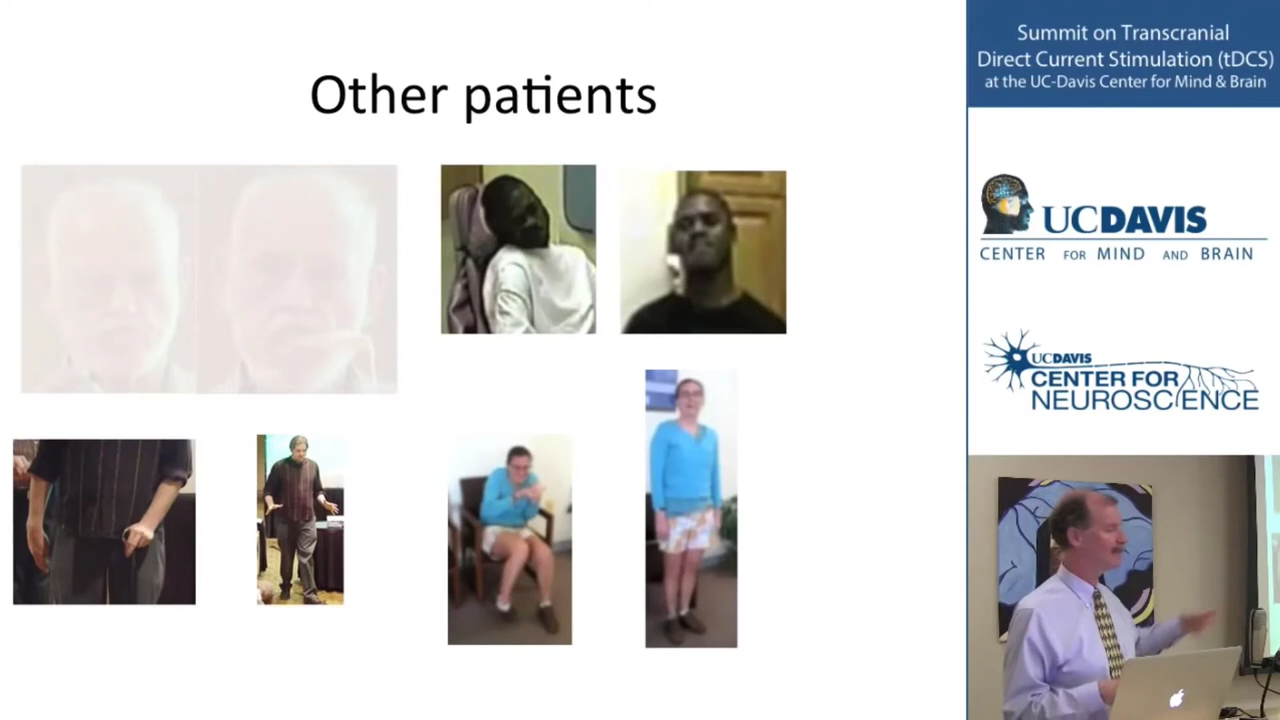 Other patients
Summit on Transcranial
Direct Current Stimulation (tDCS)
at the UC-Davis Center for Mind & Brain
UCDAVIS
CENTER FOR MIND AND BRAIN
UCDAVIS
CENTER FOR
NEUROSCIENCE